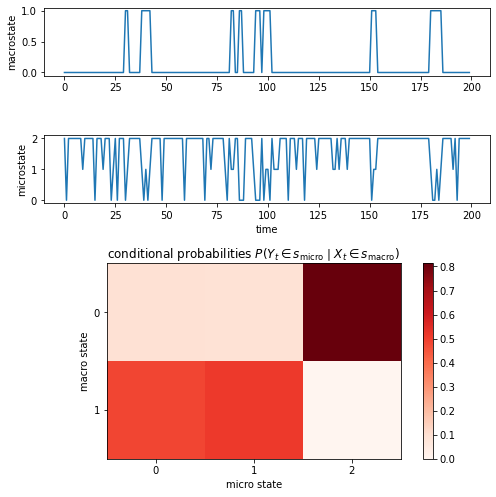 macrostate
1.0
0.5
0.0
0 25 50 75 100 125 150 175 200
microstate
2
1
0
0 25 50 75 100 125 150 175 200
time
conditional probabilities P(Y_t ∈ s_micro | X_t ∈ s_macro)
macro state
0
1
0 1 2
micro state
0.8
0.7
0.6
0.5
0.4
0.3
0.2
0.1
0.0